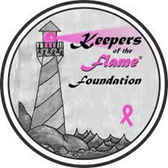 Keepers
of the
Flame®
Foundation